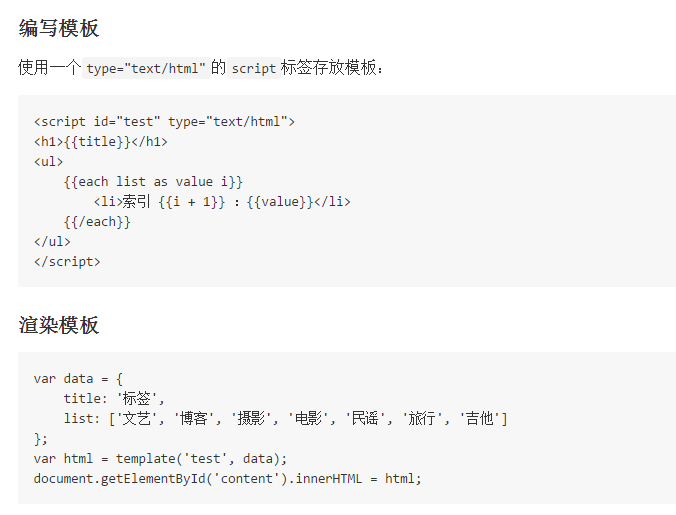 编写模板
使用一个 type="text/html" 的 script 标签存放模板：
<script id="test" type="text/html">
<h1>{{title}}</h1>
<ul>
    {{each list as value i}}
        <li>索引 {{i + 1}} ：{{value}}</li>
    {{/each}}
</ul>
</script>
渲染模板
var data = {
    title: '标签',
    list: ['文艺', '博客', '摄影', '电影', '民谣', '旅行', '吉他']
};
var html = template('test', data);
document.getElementById('content').innerHTML = html;